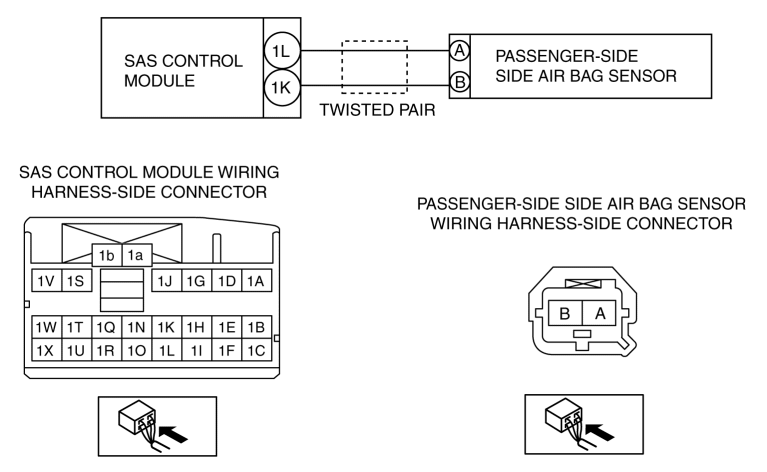 SAS CONTROL
MODULE
1L
1K
TWISTED PAIR
A
B
PASSENGER-SIDE
SIDE AIR BAG SENSOR
SAS CONTROL MODULE WIRING
HARNESS-SIDE CONNECTOR
1b 1a
1V 1S 1J 1G 1D 1A
1W 1T 1Q 1N 1K 1H 1E 1B
1X 1U 1R 1O 1L 1I 1F 1C
PASSENGER-SIDE SIDE AIR BAG SENSOR
WIRING HARNESS-SIDE CONNECTOR
B A